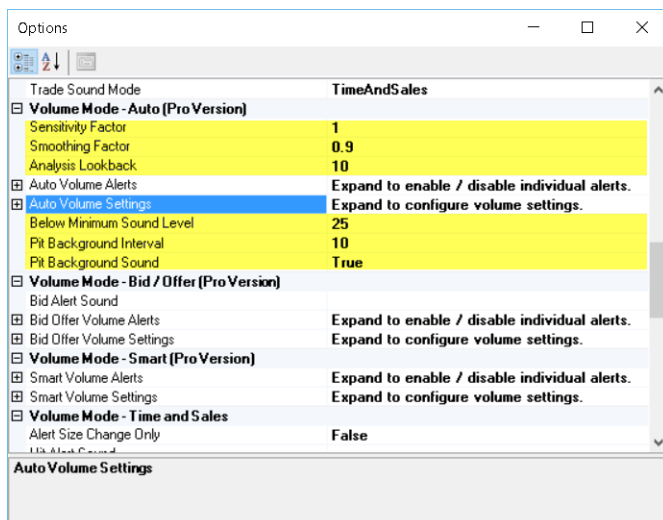 Options
Trade Sound Mode TimeAndSales
Volume Mode - Auto (Pro Version)
Sensitivity Factor 1
Smoothing Factor 0.9
Analysis Lookback 10
Auto Volume Alerts Expand to enable / disable individual alerts.
Auto Volume Settings Expand to configure volume settings.
Below Minimum Sound Level 25
Pit Background Interval 10
Pit Background Sound True
Volume Mode - Bid / Offer (Pro Version)
Bid Alert Sound
Bid Offer Volume Alerts Expand to enable / disable individual alerts.
Bid Offer Volume Settings Expand to configure volume settings.
Volume Mode - Smart (Pro Version)
Smart Volume Alerts Expand to enable / disable individual alerts.
Smart Volume Settings Expand to configure volume settings.
Volume Mode - Time and Sales
Alert Size Change Only False
Auto Volume Settings